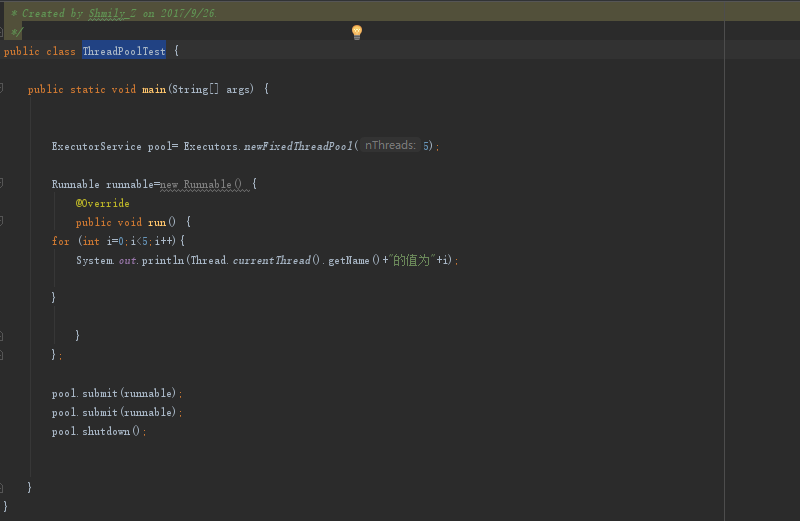 * Created by Shmily_Z on 2017/9/26.
*/
public class ThreadPoolTest {
public static void main(String[] args) {
ExecutorService pool= Executors.newFixedThreadPool( nThreads: 5);
Runnable runnable=new Runnable() {
@Override
public void run() {
for (int i=0;i<5;i++){
System.out.println(Thread.currentThread().getName()+"的值为"+i);
}
}
};
pool.submit(runnable);
pool.submit(runnable);
pool.shutdown();
}
}